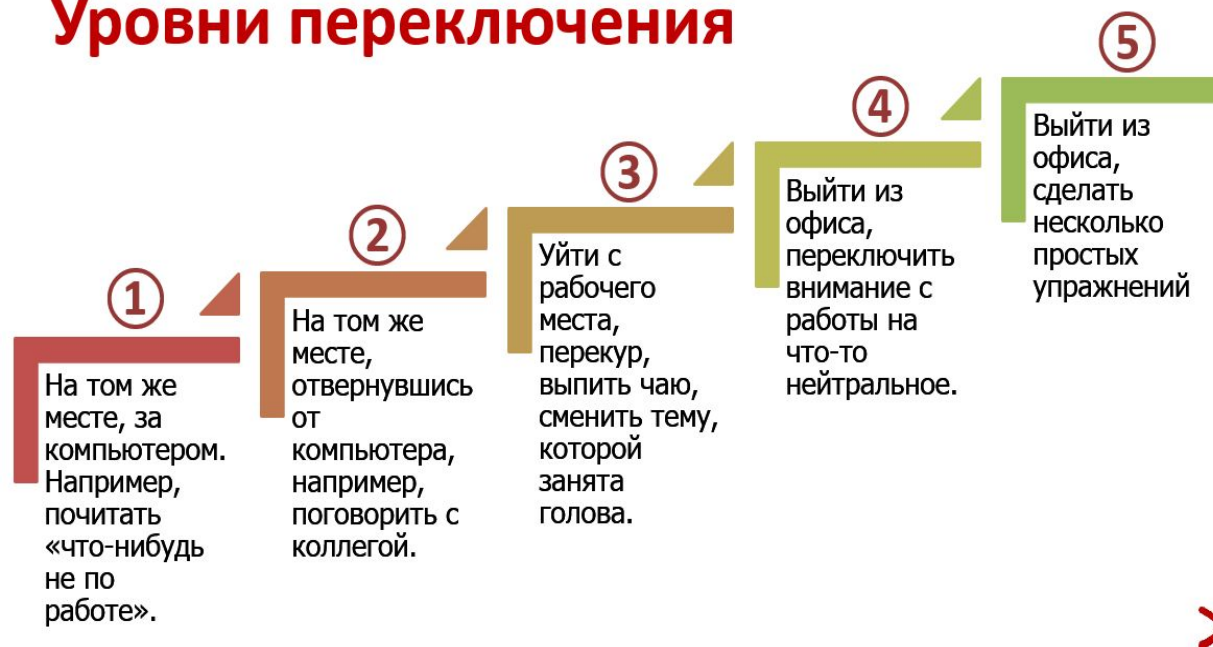 Уровни переключения
1
На том же
месте, за
компьютером.
Например,
почитать
«что-нибудь
не по
работе».
2
На том же
месте,
отвернувшись
от
компьютера,
например,
поговорить с
коллегой.
3
Уйти с
рабочего
места,
перекур,
выпить чаю,
сменить тему,
которой
занята
голова.
4
Выйти из
офиса,
переключить
внимание с
работы на
что-то
нейтральное.
5
Выйти из
офиса,
сделать
несколько
простых
упражнений